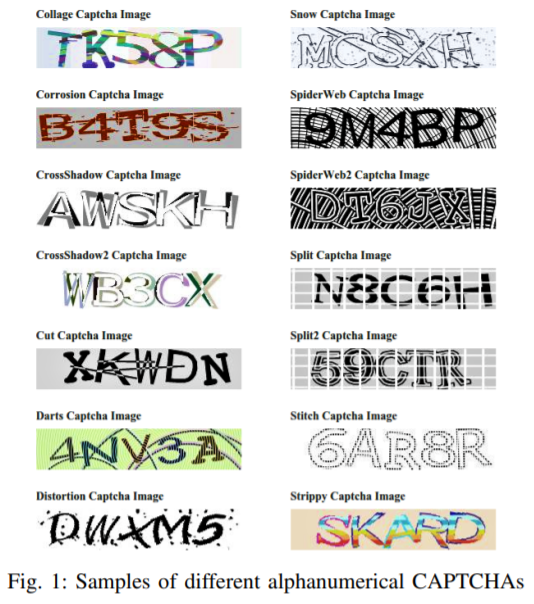 Collage Captcha Image
TK58P
Corrosion Captcha Image
B4T9S
CrossShadow Captcha Image
AWSKH
CrossShadow2 Captcha Image
WB3CX
Cut Captcha Image
XKWDN
Darts Captcha Image
4NV3A
Distortion Captcha Image
DWXM5
Snow Captcha Image
MCSXH
SpiderWeb Captcha Image
9M4BP
SpiderWeb2 Captcha Image
DT6JX
Split Captcha Image
N8C6H
Split2 Captcha Image
59CTR
Stitch Captcha Image
6AR8R
Strippy Captcha Image
SKARD
Fig. 1: Samples of different alphanumerical CAPTCHAs